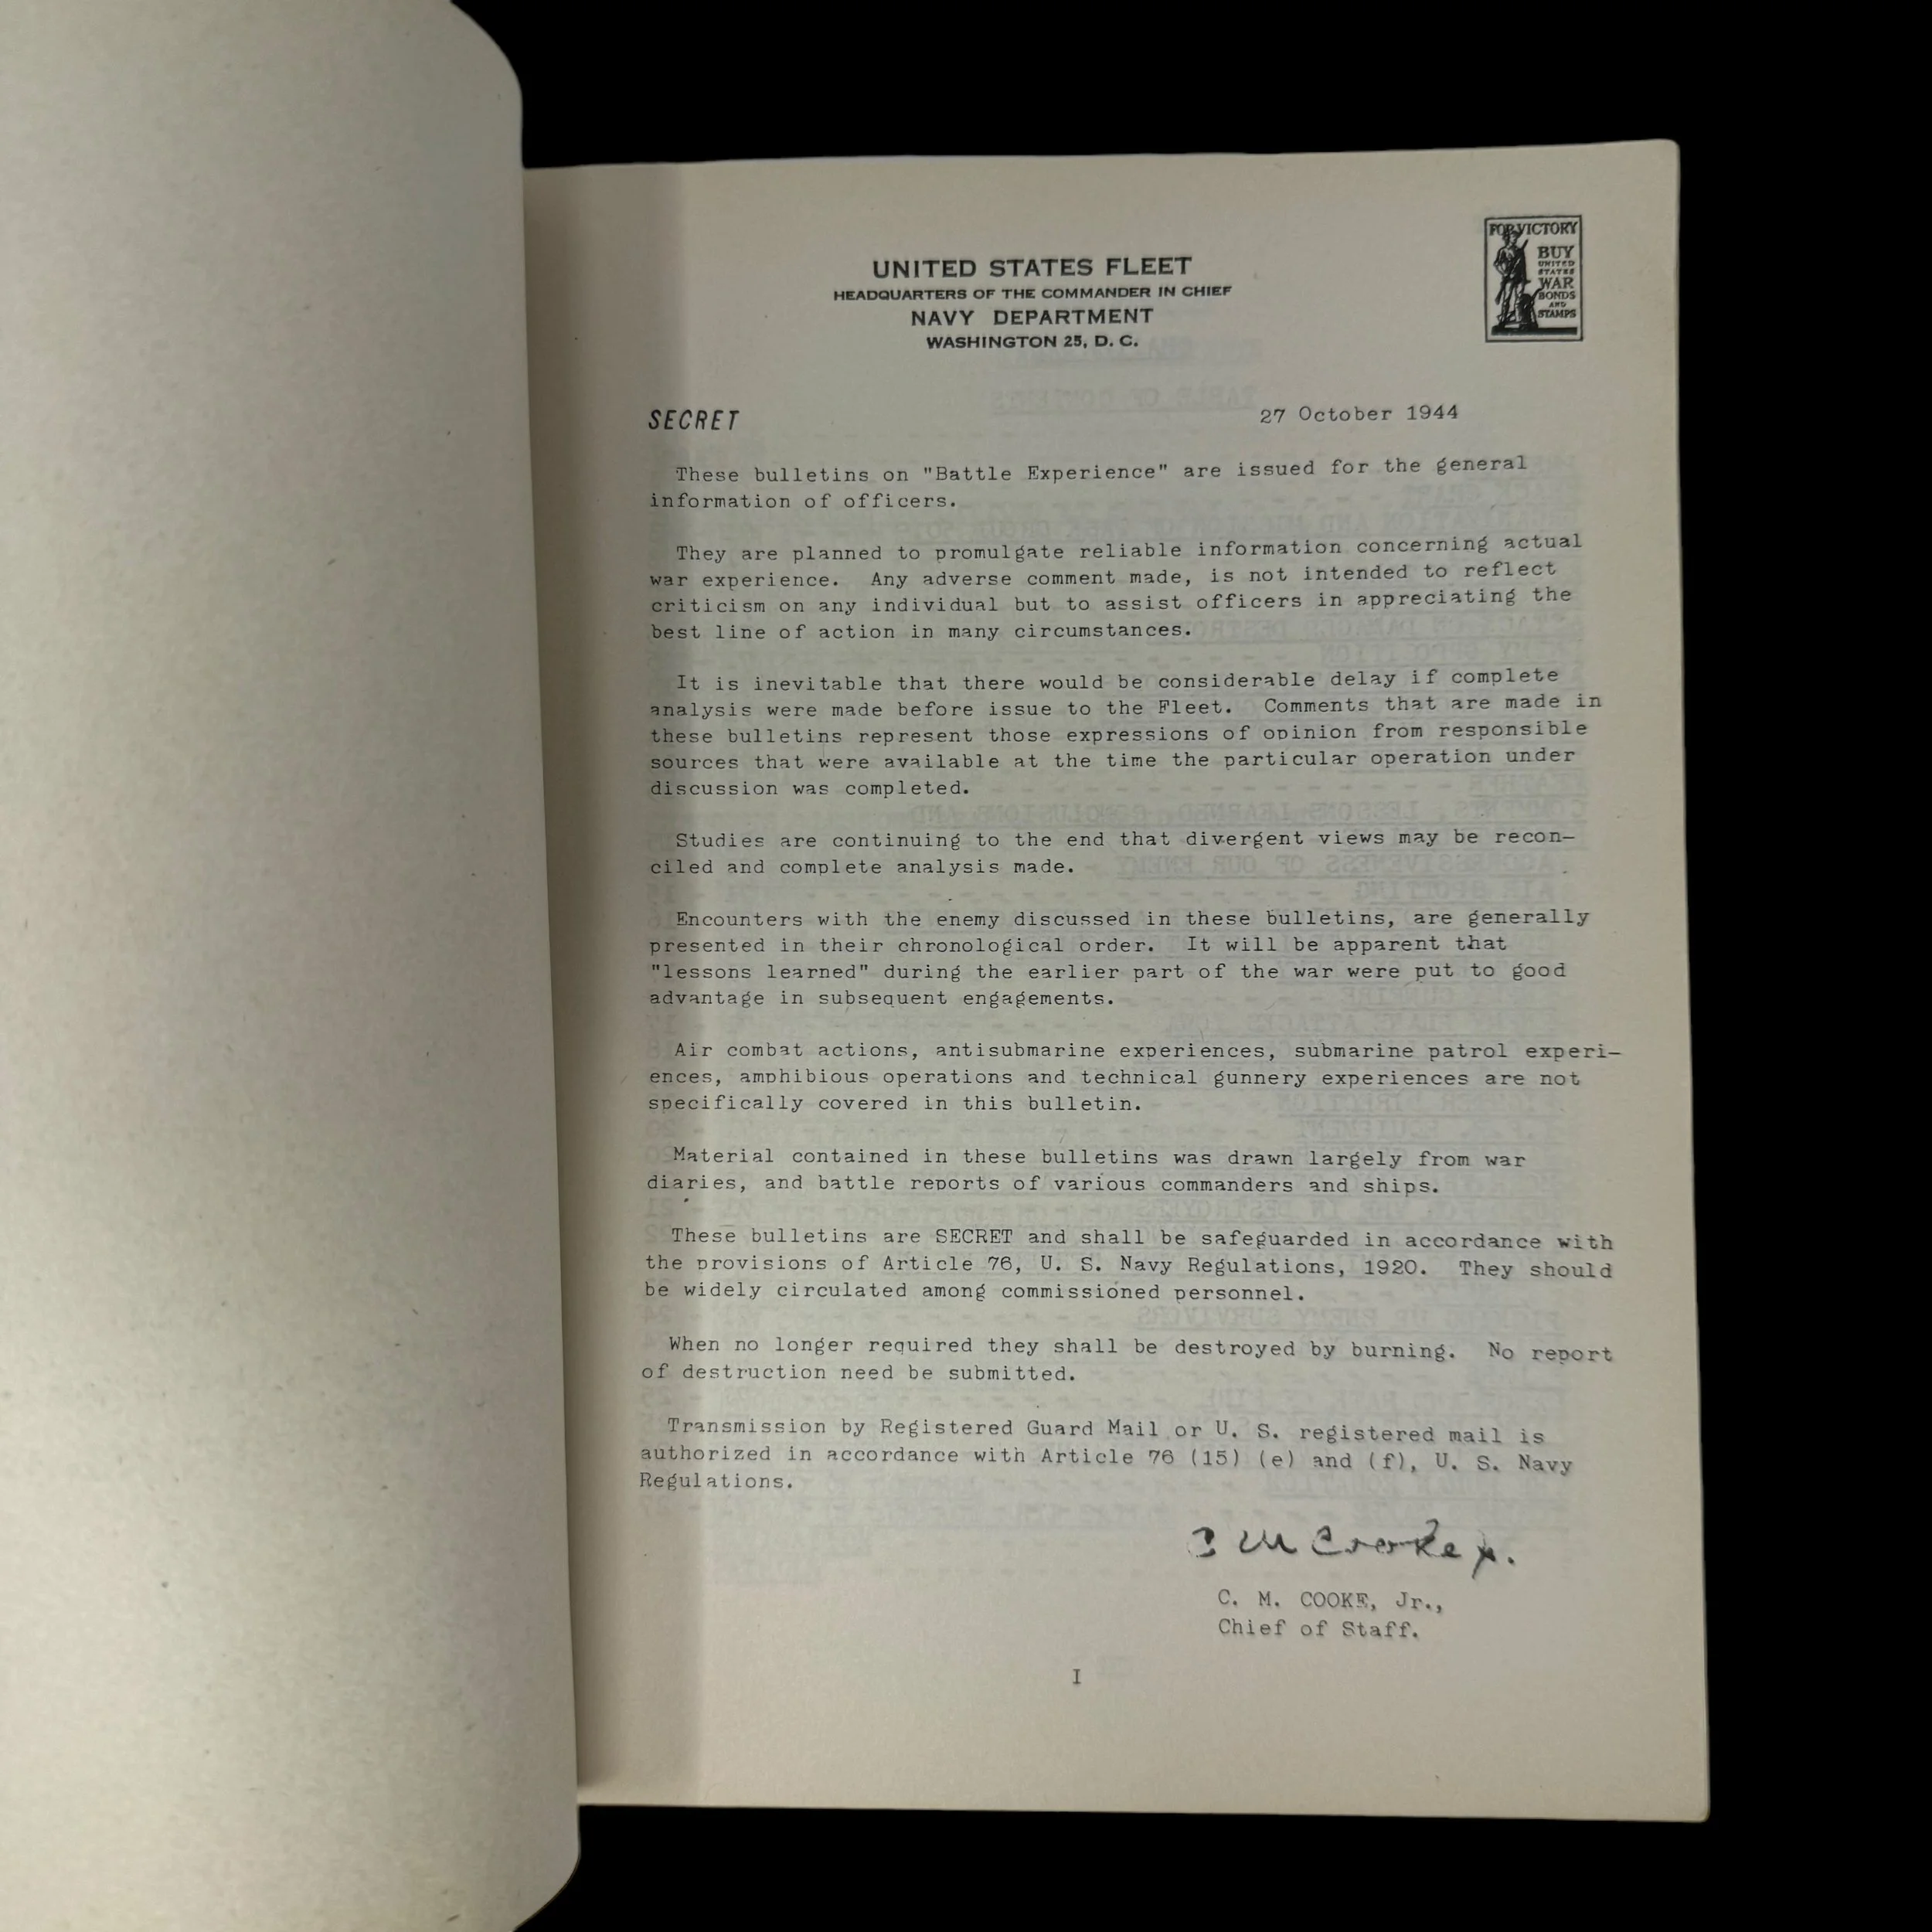 UNITED STATES FLEET
HEADQUARTERS OF THE COMMANDER IN CHIEF
NAVY DEPARTMENT
WASHINGTON 25, D. C.
FOR VICTORY
BUY
UNITED
STATES
WAR
BONDS
AND
STAMPS
SECRET
27 October 1944
These bulletins on "Battle Experience" are issued for the general
information of officers.
They are planned to promulgate reliable information concerning actual
war experience. Any adverse comment made, is not intended to reflect
criticism on any individual but to assist officers in appreciating the
best line of action in many circumstances.
It is inevitable that there would be considerable delay if complete
analysis were made before issue to the Fleet. Comments that are made in
these bulletins represent those expressions of opinion from responsible
sources that were available at the time the particular operation under
discussion was completed.
Studies are continuing to the end that divergent views may be recon-
ciled and complete analysis made.
Encounters with the enemy discussed in these bulletins, are generally
presented in their chronological order. It will be apparent that
"lessons learned" during the earlier part of the war were put to good
advantage in subsequent engagements.
Air combat actions, antisubmarine experiences, submarine patrol experi-
ences, amphibious operations and technical gunnery experiences are not
specifically covered in this bulletin.
Material contained in these bulletins was drawn largely from war
diaries, and battle reports of various commanders and ships.
These bulletins are SECRET and shall be safeguarded in accordance with
the provisions of Article 76, U. S. Navy Regulations, 1920. They should
be widely circulated among commissioned personnel.
When no longer required they shall be destroyed by burning. No report
of destruction need be submitted.
Transmission by Registered Guard Mail or U. S. registered mail is
authorized in accordance with Article 76 (15) (e) and (f), U. S. Navy
Regulations.
C M Cooke Jr.
C. M. COOKE, Jr.,
Chief of Staff.
I